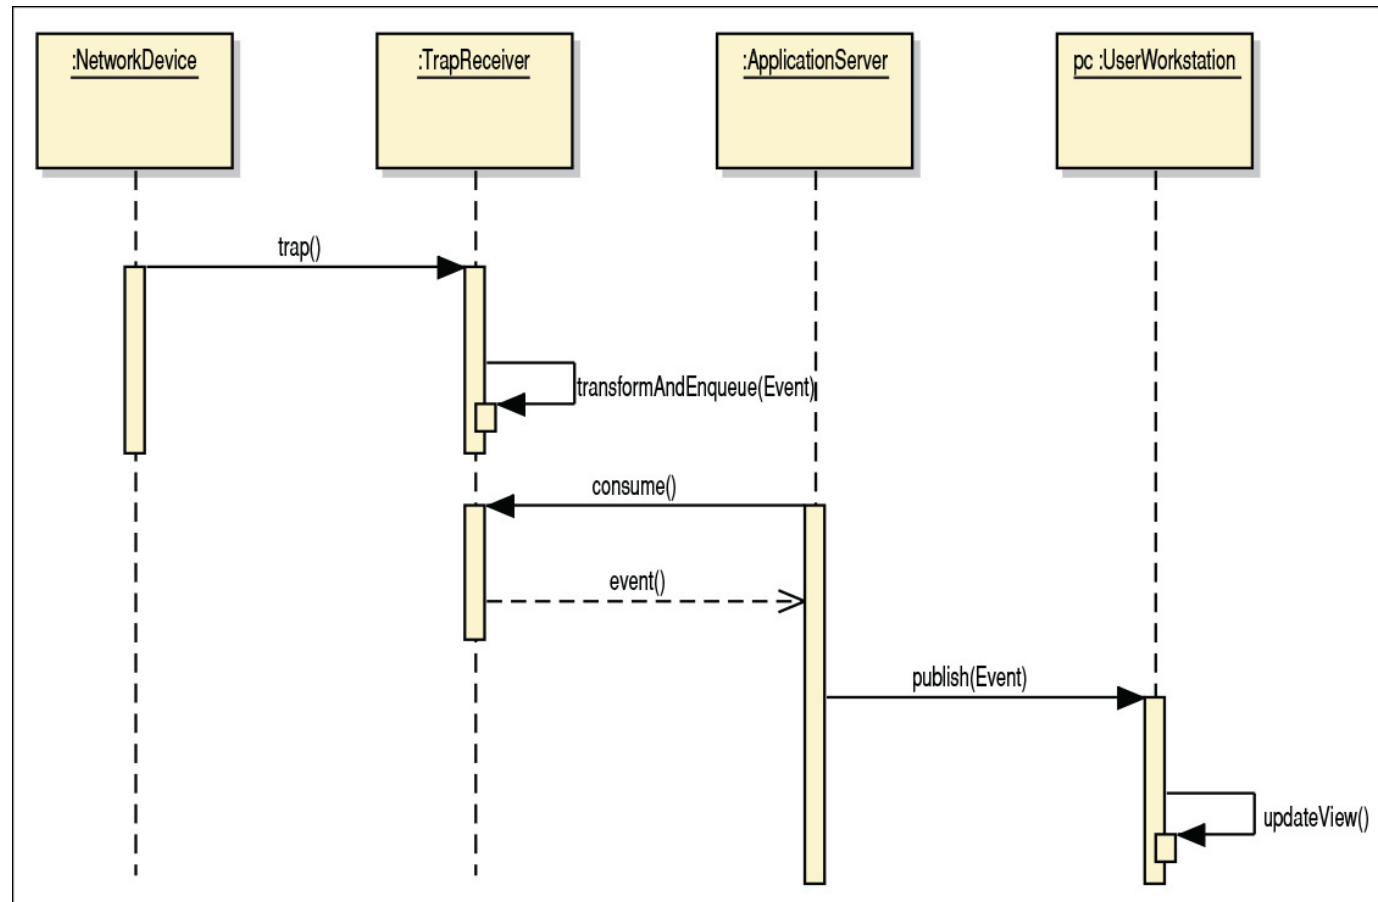 :NetworkDevice
:TrapReceiver
:ApplicationServer
pc :UserWorkstation
trap()
transformAndEnqueue(Event)
consume()
event()
publish(Event)
updateView()